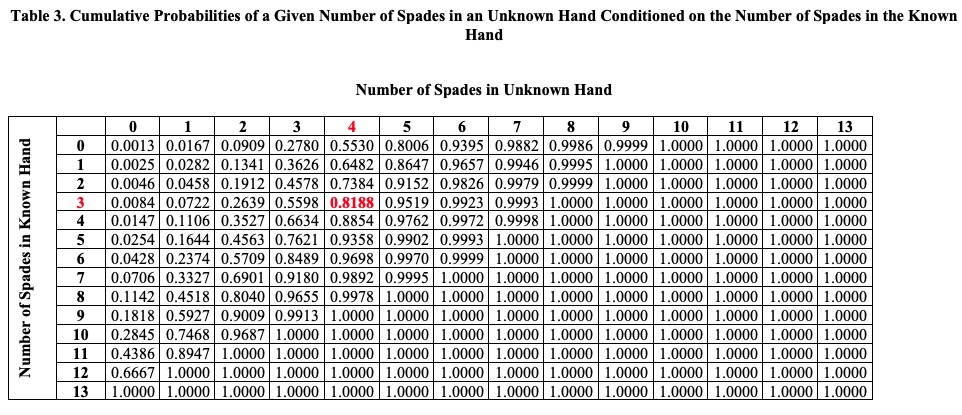 Table 3. Cumulative Probabilities of a Given Number of Spades in an Unknown Hand Conditioned on the Number of Spades in the Known
Hand
Number of Spades in Unknown Hand
Number of Spades in Known Hand
0 1 2 3 4 5 6 7 8 9 10 11 12 13
0 0.0013 0.0167 0.0909 0.2780 0.5530 0.8006 0.9395 0.9882 0.9986 0.9999 1.0000 1.0000 1.0000 1.0000
1 0.0025 0.0282 0.1341 0.3626 0.6482 0.8647 0.9657 0.9946 0.9995 1.0000 1.0000 1.0000 1.0000 1.0000
2 0.0046 0.0458 0.1912 0.4578 0.7384 0.9152 0.9826 0.9979 0.9999 1.0000 1.0000 1.0000 1.0000 1.0000
3 0.0084 0.0722 0.2639 0.5598 0.8188 0.9519 0.9923 0.9993 1.0000 1.0000 1.0000 1.0000 1.0000 1.0000
4 0.0147 0.1106 0.3527 0.6634 0.8854 0.9762 0.9972 0.9998 1.0000 1.0000 1.0000 1.0000 1.0000 1.0000
5 0.0254 0.1644 0.4563 0.7621 0.9358 0.9902 0.9993 1.0000 1.0000 1.0000 1.0000 1.0000 1.0000 1.0000
6 0.0428 0.2374 0.5709 0.8489 0.9698 0.9970 0.9999 1.0000 1.0000 1.0000 1.0000 1.0000 1.0000 1.0000
7 0.0706 0.3327 0.6901 0.9180 0.9892 0.9995 1.0000 1.0000 1.0000 1.0000 1.0000 1.0000 1.0000 1.0000
8 0.1142 0.4518 0.8040 0.9655 0.9978 1.0000 1.0000 1.0000 1.0000 1.0000 1.0000 1.0000 1.0000 1.0000
9 0.1818 0.5927 0.9009 0.9913 1.0000 1.0000 1.0000 1.0000 1.0000 1.0000 1.0000 1.0000 1.0000 1.0000
10 0.2845 0.7468 0.9687 1.0000 1.0000 1.0000 1.0000 1.0000 1.0000 1.0000 1.0000 1.0000 1.0000 1.0000
11 0.4386 0.8947 1.0000 1.0000 1.0000 1.0000 1.0000 1.0000 1.0000 1.0000 1.0000 1.0000 1.0000 1.0000
12 0.6667 1.0000 1.0000 1.0000 1.0000 1.0000 1.0000 1.0000 1.0000 1.0000 1.0000 1.0000 1.0000 1.0000
13 1.0000 1.0000 1.0000 1.0000 1.0000 1.0000 1.0000 1.0000 1.0000 1.0000 1.0000 1.0000 1.0000 1.0000